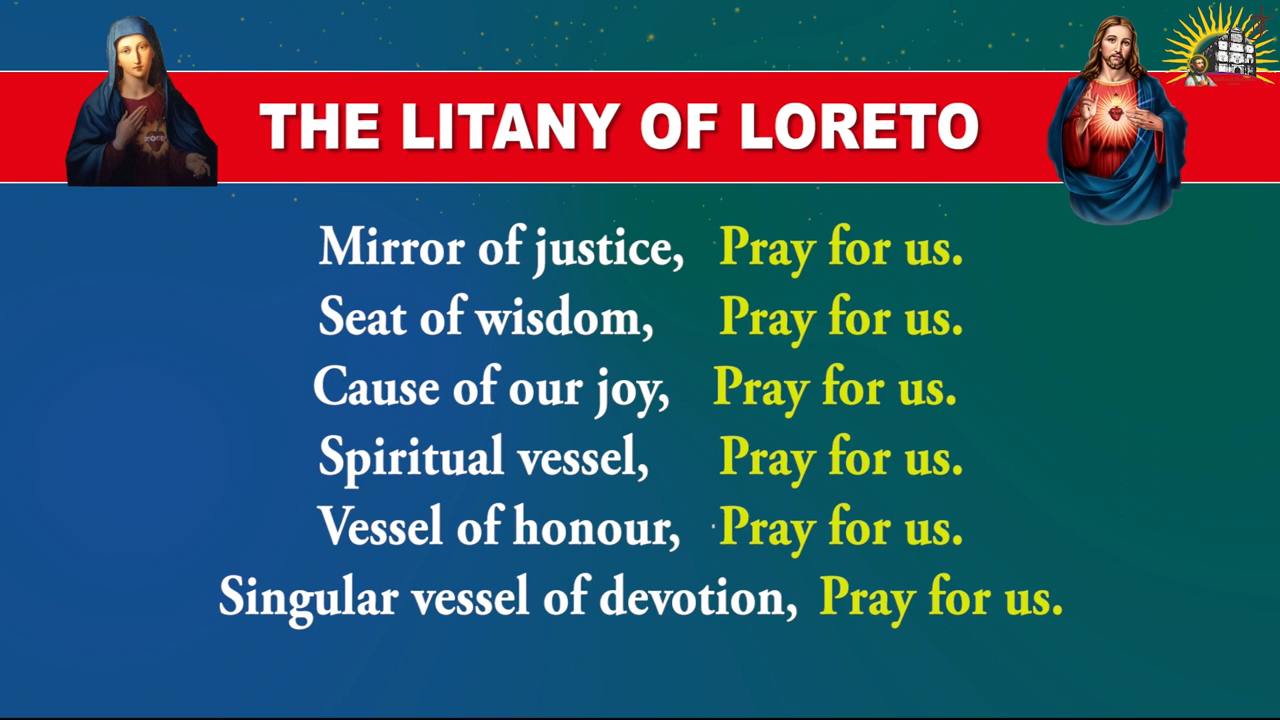 THE LITANY OF LORETO
Mirror of justice, Pray for us.
Seat of wisdom, Pray for us.
Cause of our joy, Pray for us.
Spiritual vessel, Pray for us.
Vessel of honour, Pray for us.
Singular vessel of devotion, Pray for us.